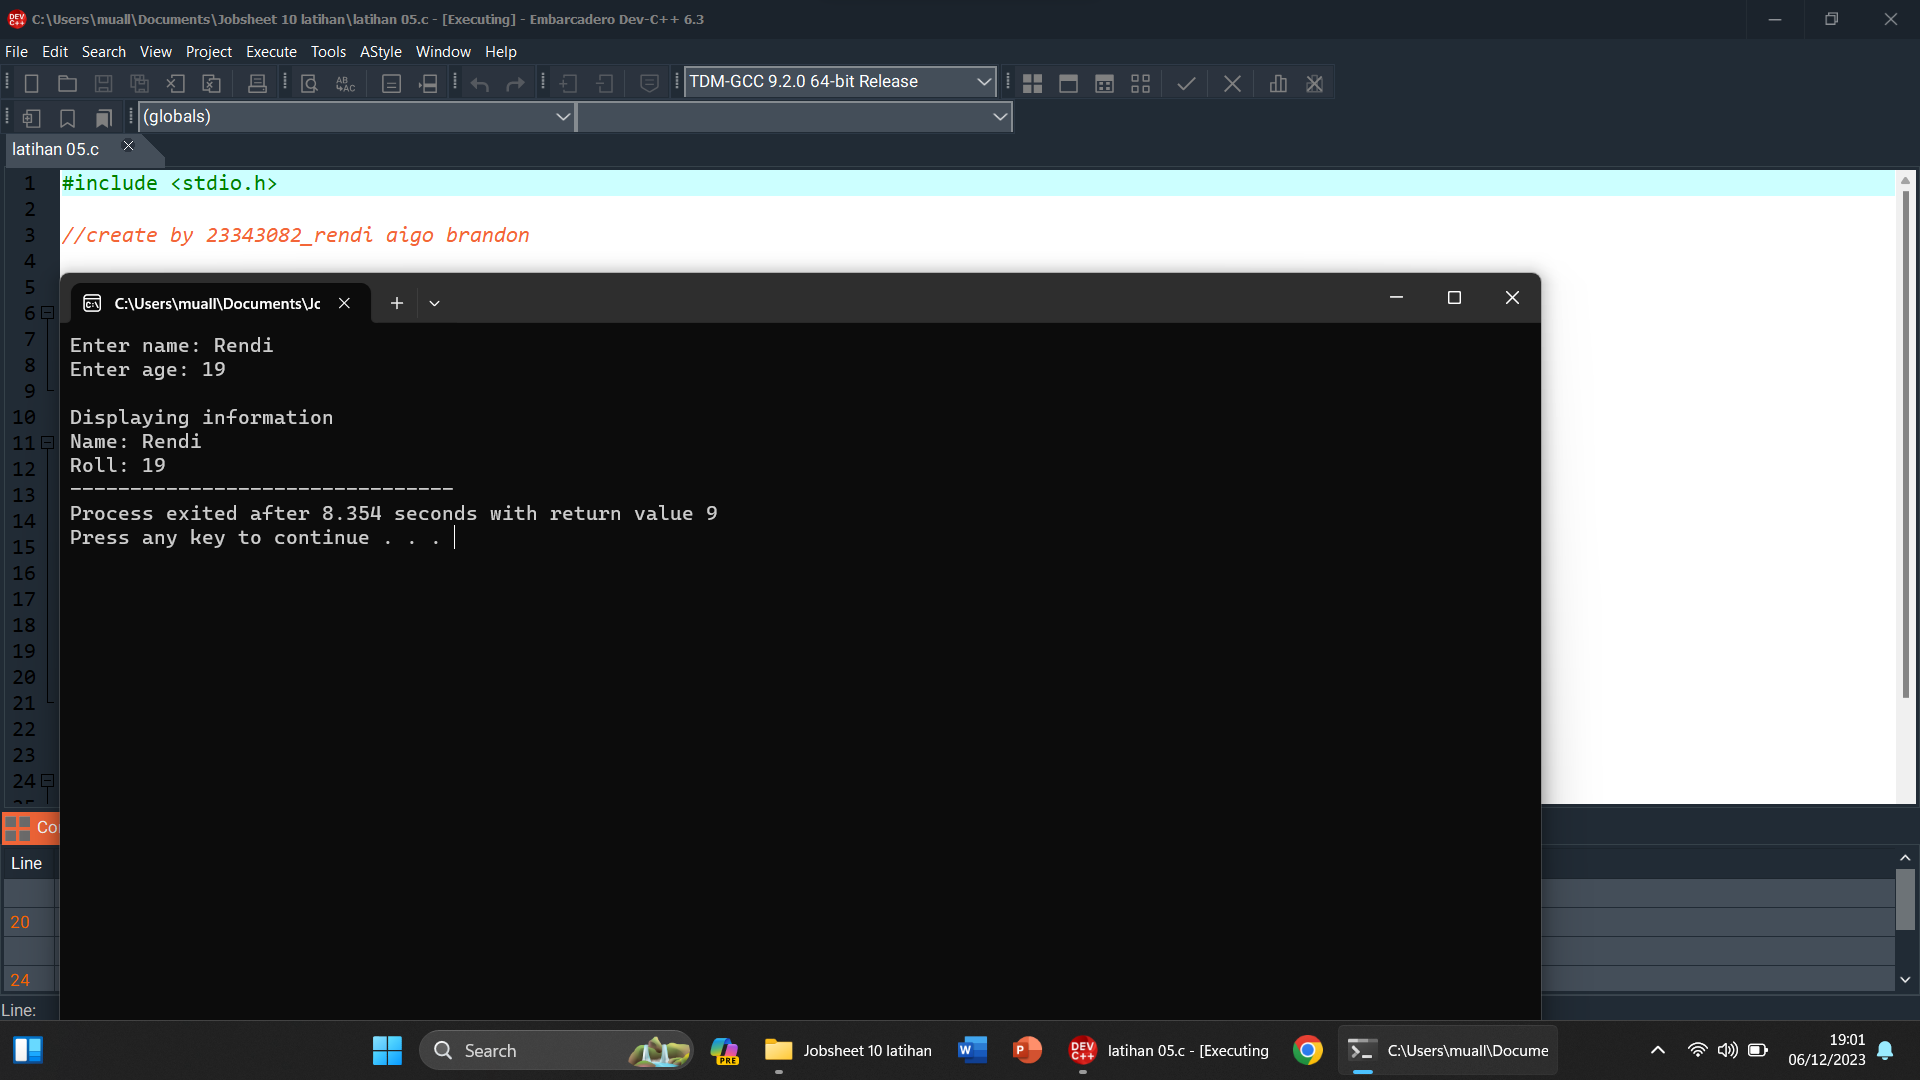 C:\Users\muall\Documents\Jobsheet 10 latihan\latihan 05.c - [Executing] - Embarcadero Dev-C++ 6.3
File Edit Search View Project Execute Tools AStyle Window Help
TDM-GCC 9.2.0 64-bit Release
(globals)
latihan 05.c
1 #include <stdio.h>
2
3 //create by 23343082_rendi aigo brandon
4
5
6
7
8
9
10
11
12
13
14
15
16
17
18
19
20
21
22
23
24
C:\Users\muall\Documents\Jc
Enter name: Rendi
Enter age: 19
Displaying information
Name: Rendi
Roll: 19
--------------------------------
Process exited after 8.354 seconds with return value 9
Press any key to continue . . .
Co
Line
20
24
Line:
Search
PRE
Jobsheet 10 latihan
DEV C++
latihan 05.c - [Executing
C:\Users\muall\Docume
19:01
06/12/2023